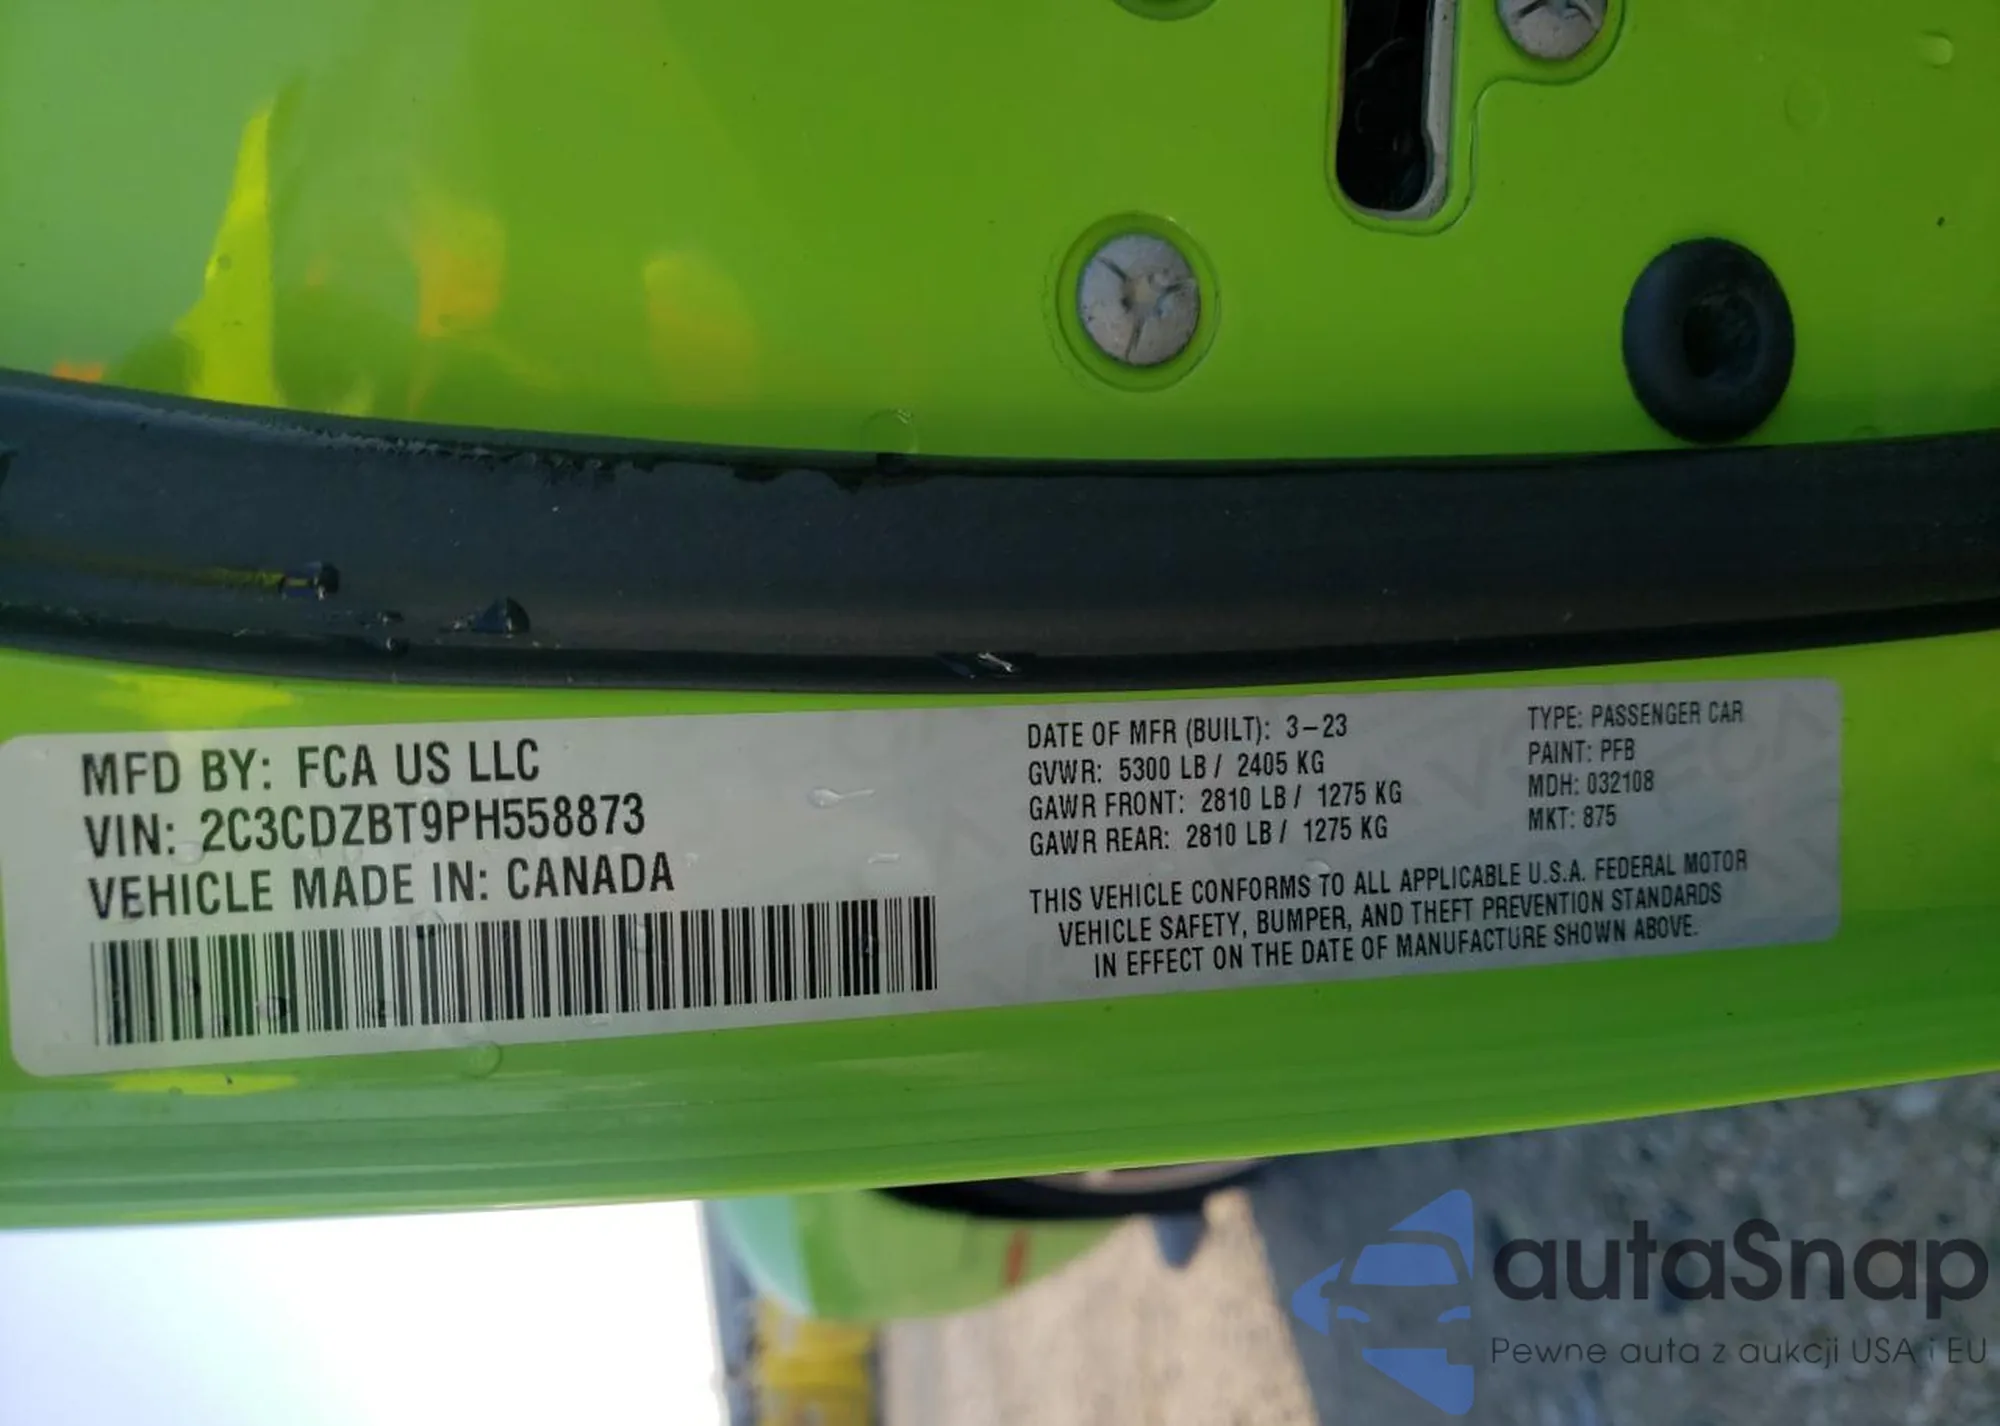 MFD BY: FCA US LLC
VIN: 2C3CDZBT9PH558873
VEHICLE MADE IN: CANADA
DATE OF MFR (BUILT): 3-23
GVWR: 5300 LB / 2405 KG
GAWR FRONT: 2810 LB / 1275 KG
GAWR REAR: 2810 LB / 1275 KG
TYPE: PASSENGER CAR
PAINT: PFB
MDH: 032108
MKT: 875
THIS VEHICLE CONFORMS TO ALL APPLICABLE U.S.A. FEDERAL MOTOR
VEHICLE SAFETY, BUMPER, AND THEFT PREVENTION STANDARDS
IN EFFECT ON THE DATE OF MANUFACTURE SHOWN ABOVE.
autaSnap
Pewne auta z aukcji USA i EU